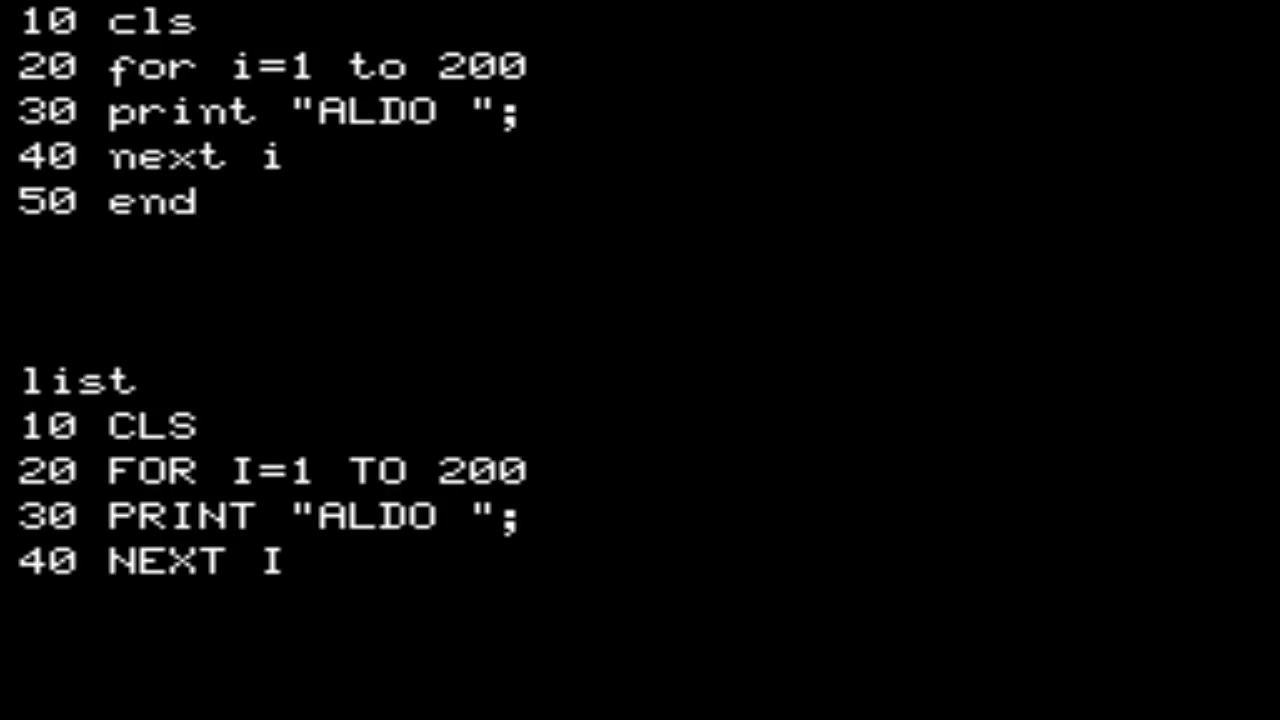 10 cls
20 for i=1 to 200
30 print "ALDO ";
40 next i
50 end
list
10 CLS
20 FOR I=1 TO 200
30 PRINT "ALDO ";
40 NEXT I